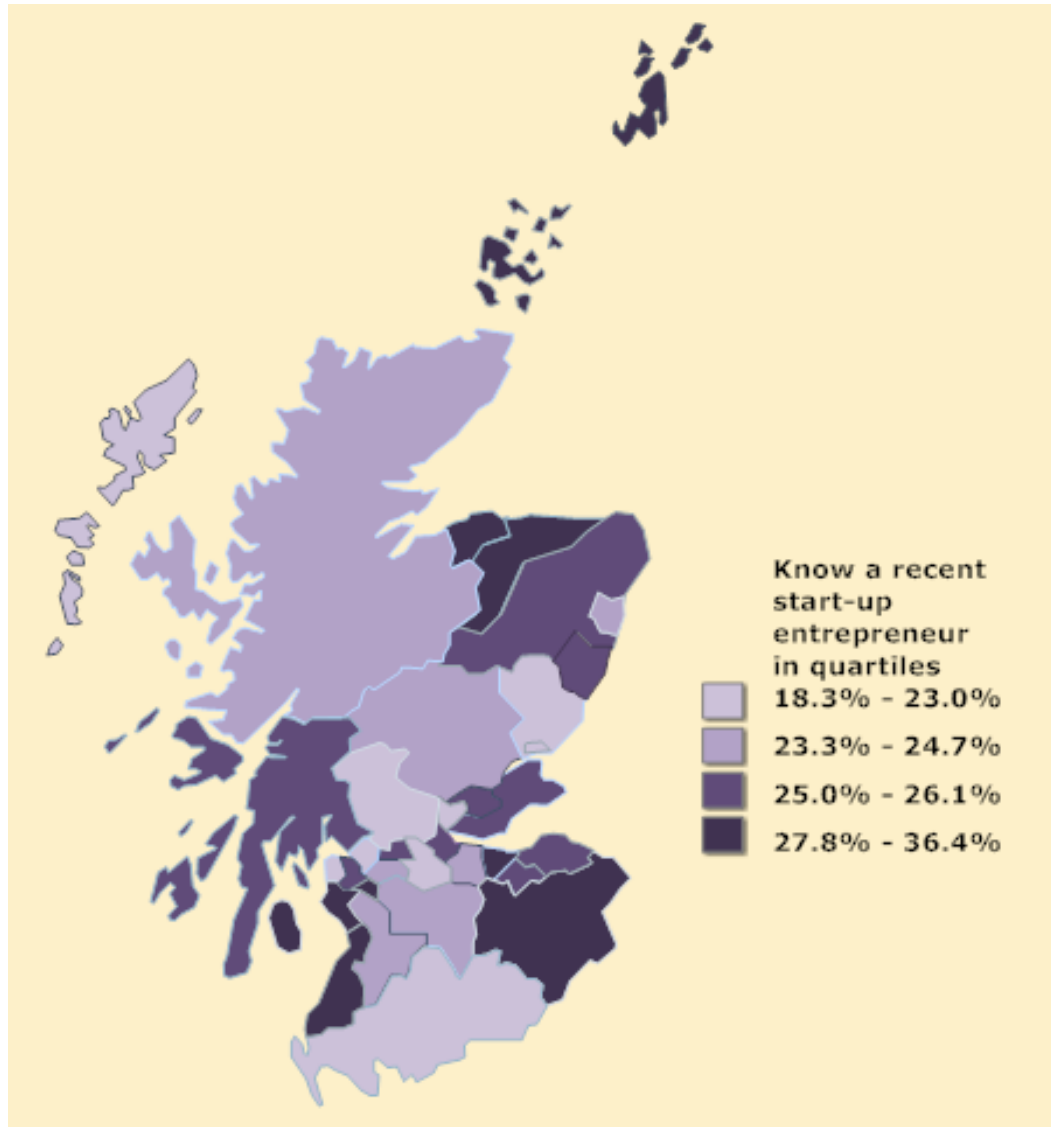 Know a recent
start-up
entrepreneur
in quartiles
18.3% - 23.0%
23.3% - 24.7%
25.0% - 26.1%
27.8% - 36.4%